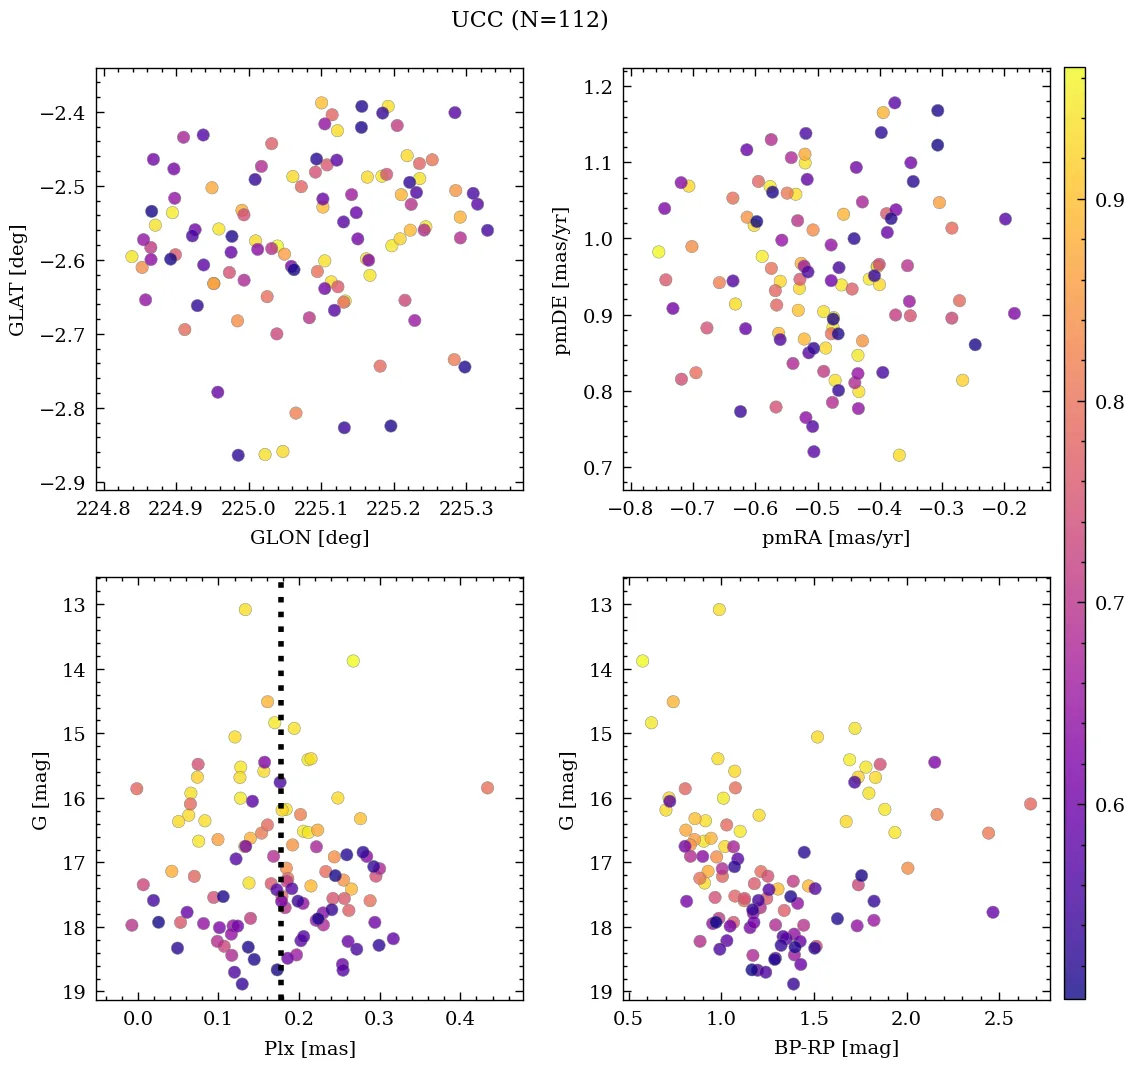 UCC (N=112)
−2.4
−2.5
−2.6
−2.7
−2.8
−2.9
GLAT [deg]
224.8 224.9 225.0 225.1 225.2 225.3
GLON [deg]
1.2
1.1
1.0
0.9
0.8
0.7
pmDE [mas/yr]
−0.8 −0.7 −0.6 −0.5 −0.4 −0.3 −0.2
pmRA [mas/yr]
0.9
0.8
0.7
0.6
13
14
15
16
17
18
19
G [mag]
0.0 0.1 0.2 0.3 0.4
Plx [mas]
13
14
15
16
17
18
19
G [mag]
0.5 1.0 1.5 2.0 2.5
BP-RP [mag]